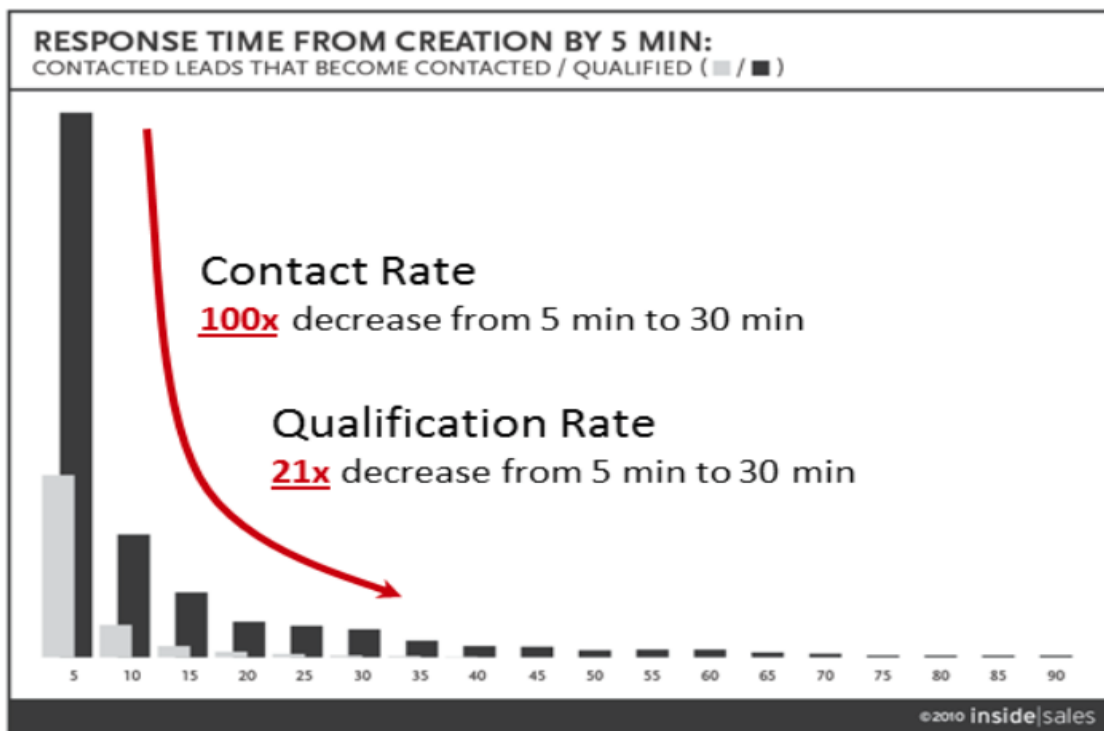 RESPONSE TIME FROM CREATION BY 5 MIN:
CONTACTED LEADS THAT BECOME CONTACTED / QUALIFIED ( / )
Contact Rate
100x decrease from 5 min to 30 min
Qualification Rate
21x decrease from 5 min to 30 min
5 10 15 20 25 30 35 40 45 50 55 60 65 70 75 80 85 90
©2010 inside|sales